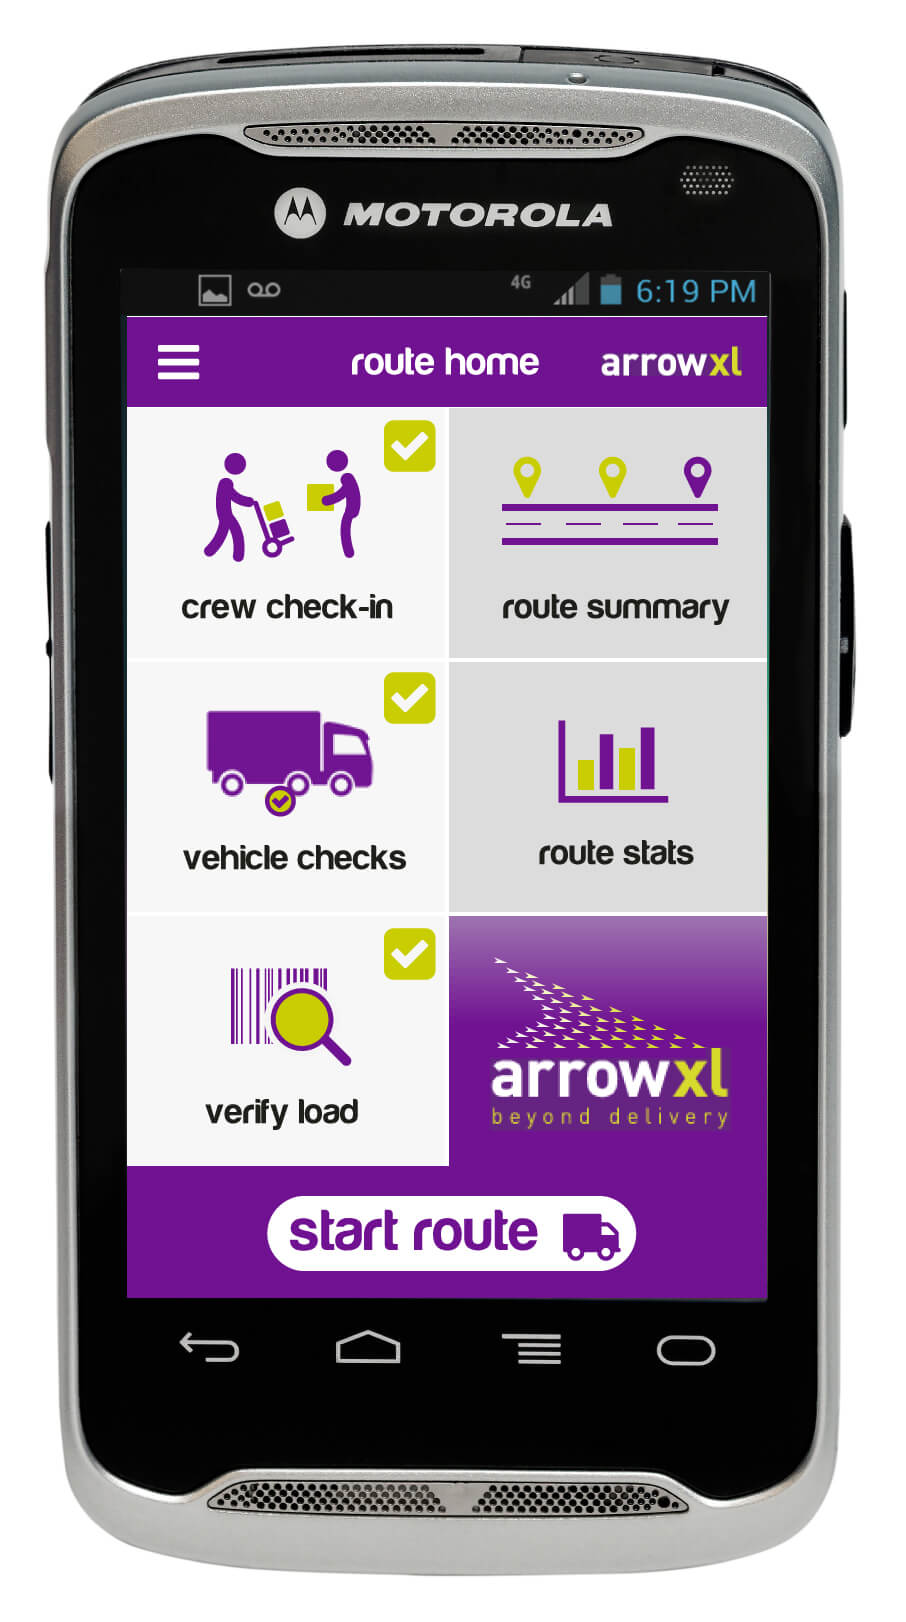 MOTOROLA
4G 6:19 PM
route home arrowxl
crew check-in
route summary
vehicle checks
route stats
verify load
arrowxl
beyond delivery
start route